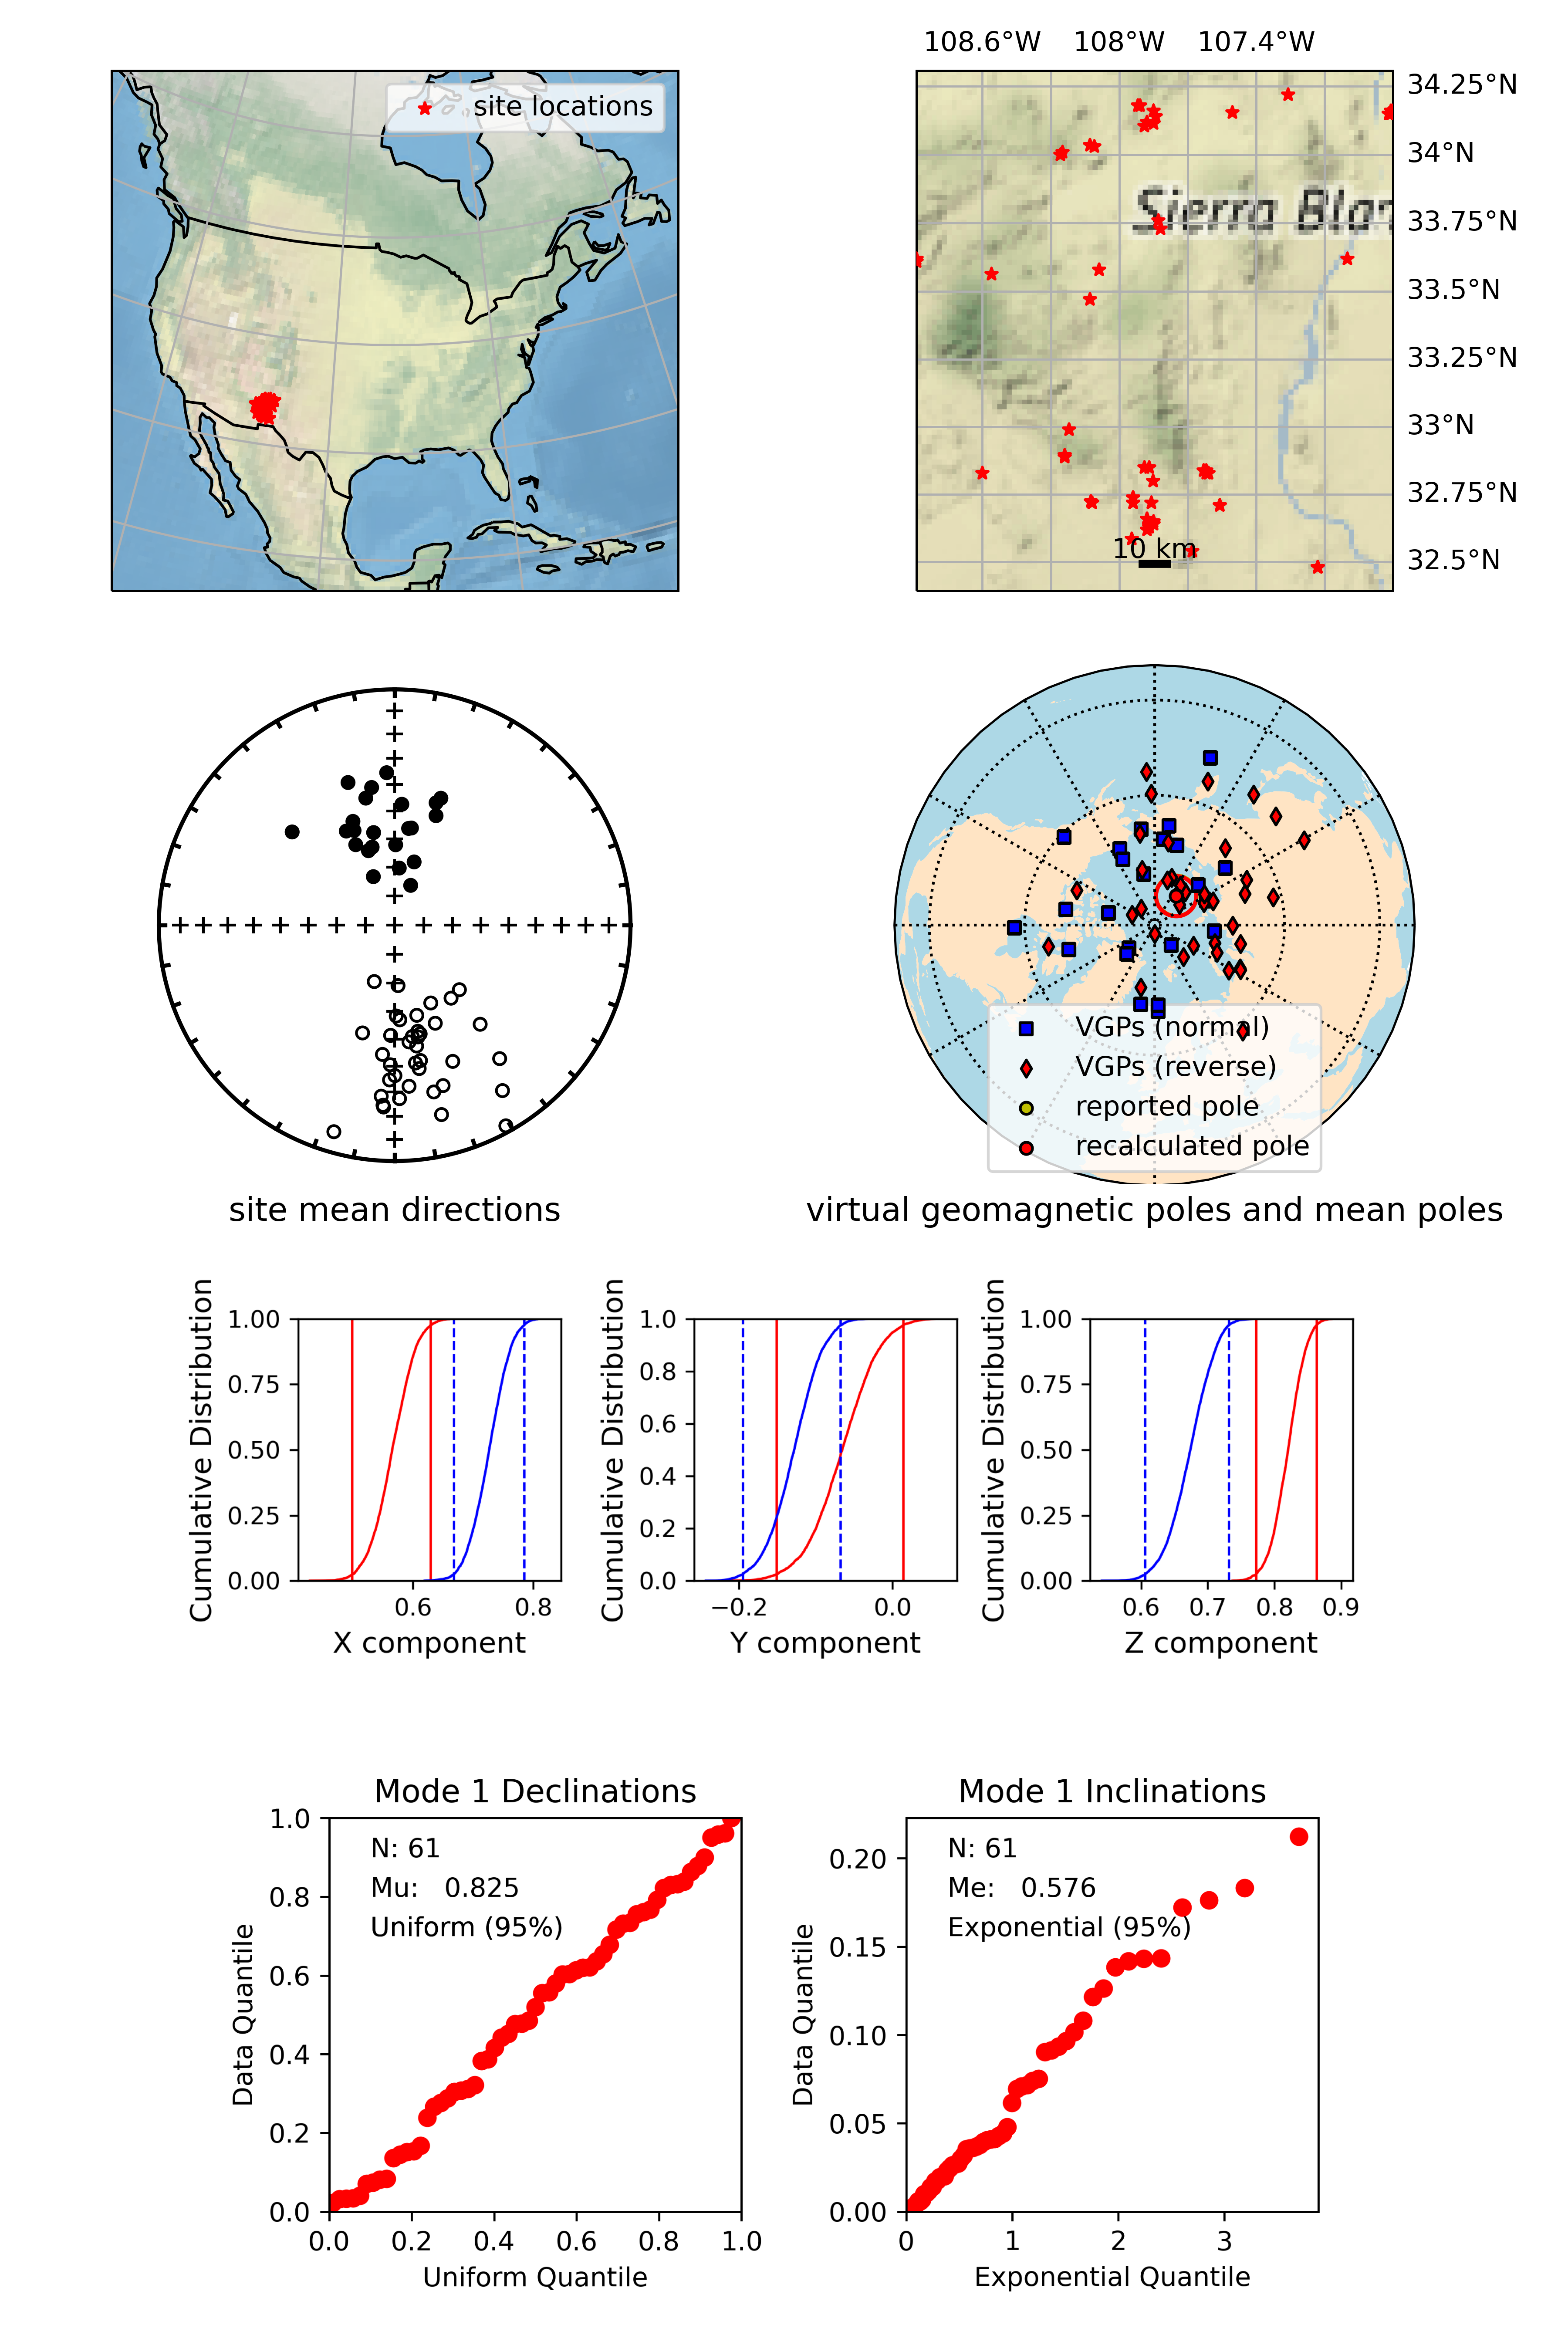 108.6°W 108°W 107.4°W
site locations
34.25°N
34°N
33.75°N
33.5°N
33.25°N
33°N
32.75°N
32.5°N
Sierra Blan
10 km
VGPs (normal)
VGPs (reverse)
reported pole
recalculated pole
site mean directions
virtual geomagnetic poles and mean poles
Cumulative Distribution
1.00
0.75
0.50
0.25
0.00
0.6 0.8
X component
Cumulative Distribution
1.0
0.8
0.6
0.4
0.2
0.0
−0.2 0.0
Y component
Cumulative Distribution
1.00
0.75
0.50
0.25
0.00
0.6 0.7 0.8 0.9
Z component
Mode 1 Declinations
N: 61
Mu: 0.825
Uniform (95%)
Data Quantile
1.0
0.8
0.6
0.4
0.2
0.0
0.0 0.2 0.4 0.6 0.8 1.0
Uniform Quantile
Mode 1 Inclinations
N: 61
Me: 0.576
Exponential (95%)
Data Quantile
0.20
0.15
0.10
0.05
0.00
0 1 2 3
Exponential Quantile